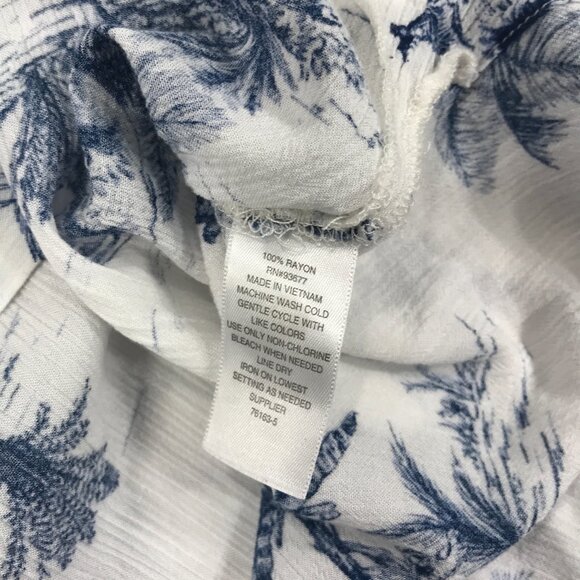 100% RAYON
RN#93677
MADE IN VIETNAM
MACHINE WASH COLD
GENTLE CYCLE WITH
LIKE COLORS
USE ONLY NON-CHLORINE
BLEACH WHEN NEEDED
LINE DRY
IRON ON LOWEST
SETTING AS NEEDED
SUPPLIER
76163-5